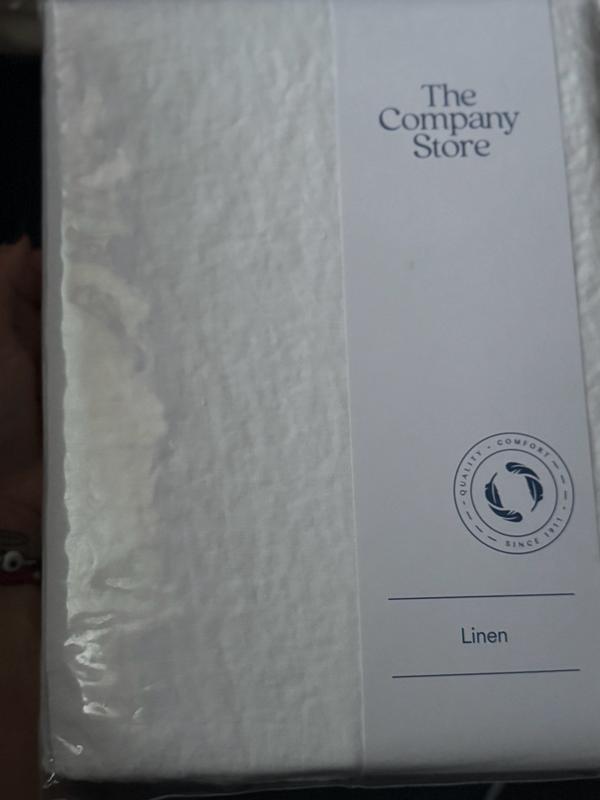 The
Company
Store
QUALITY • COMFORT
SINCE 1911
Linen